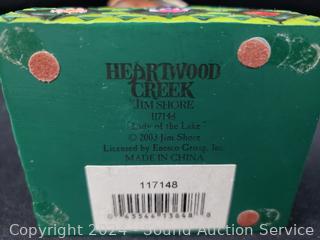 HEARTWOOD
CREEK
JIM SHORE
117148
"Lady of the Lake"
© 2003 Jim Shore
Licensed by Enesco Group, Inc.
MADE IN CHINA
117148
Copyright 2024 - Sound Auction Service